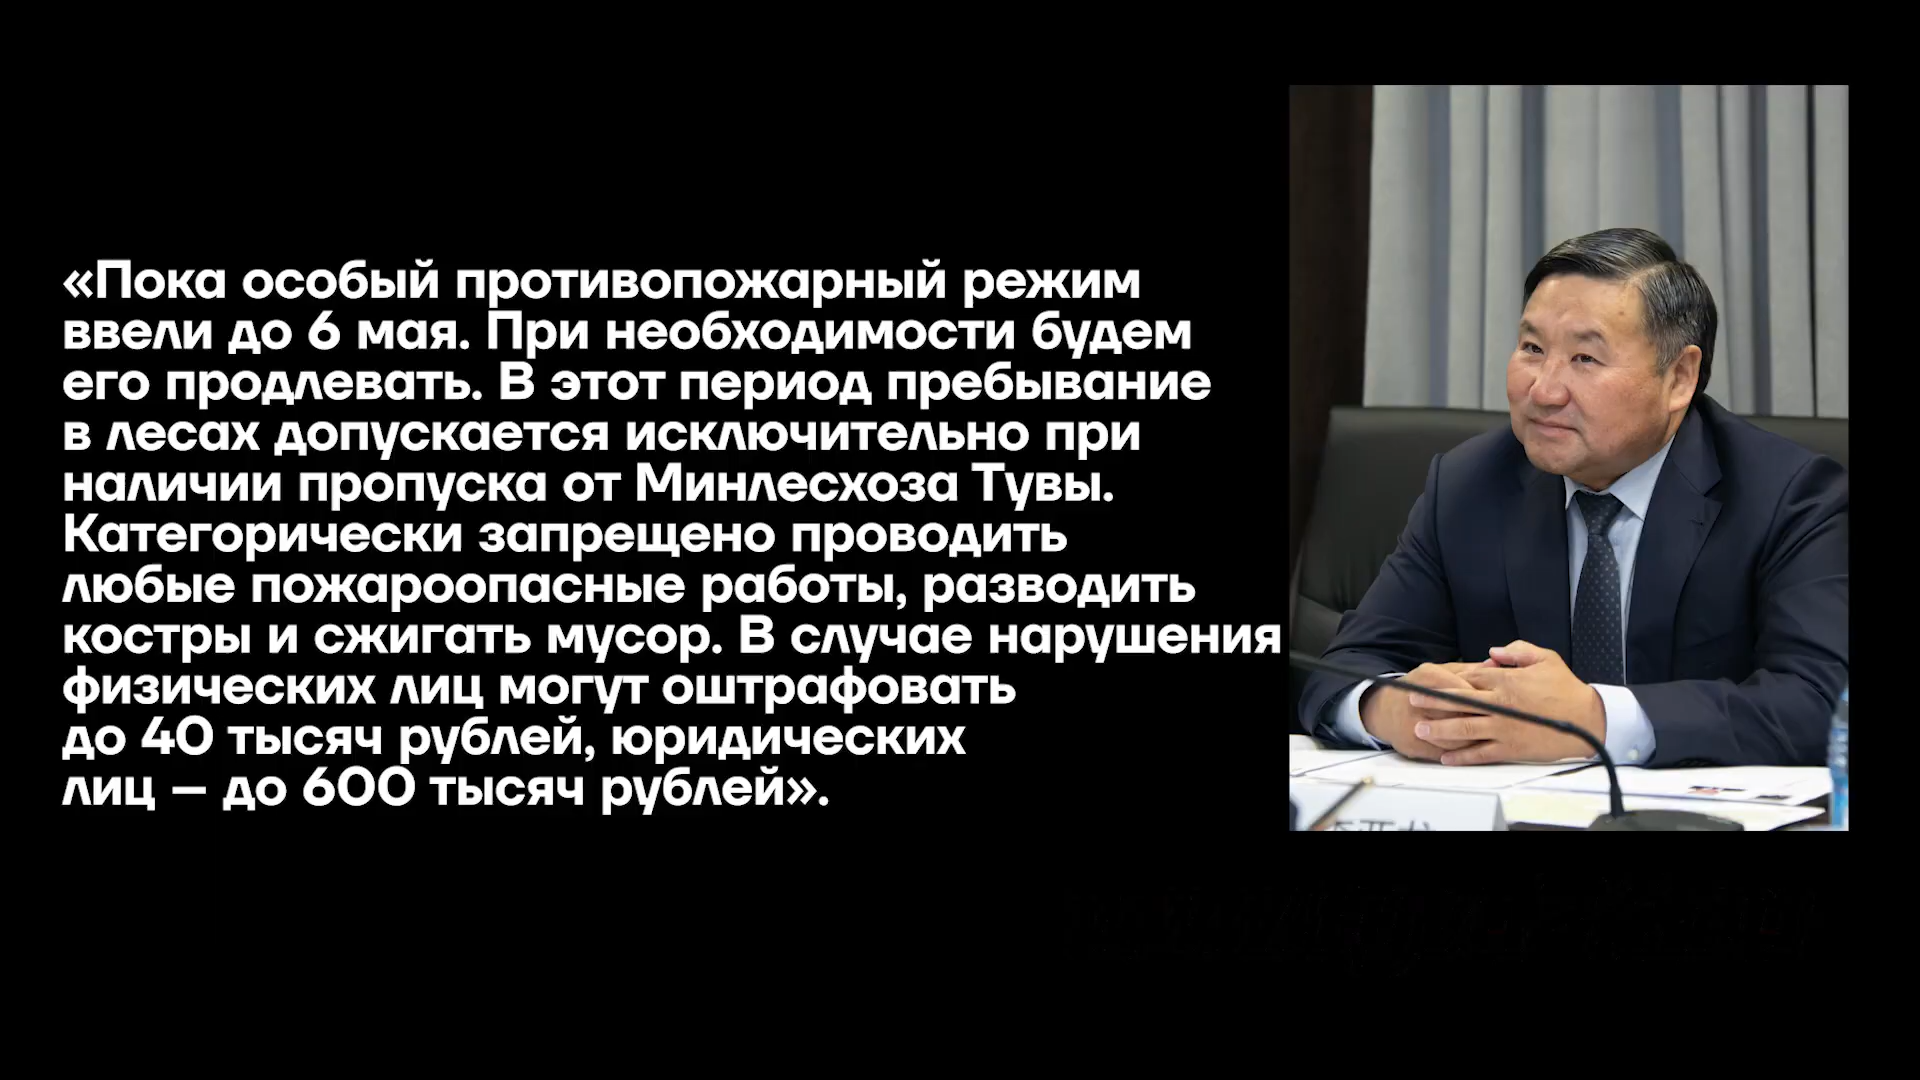 «Пока особый противопожарный режим
ввели до 6 мая. При необходимости будем
его продлевать. В этот период пребывание
в лесах допускается исключительно при
наличии пропуска от Минлесхоза Тувы.
Категорически запрещено проводить
любые пожароопасные работы, разводить
костры и сжигать мусор. В случае нарушения
физических лиц могут оштрафовать
до 40 тысяч рублей, юридических
лиц – до 600 тысяч рублей».